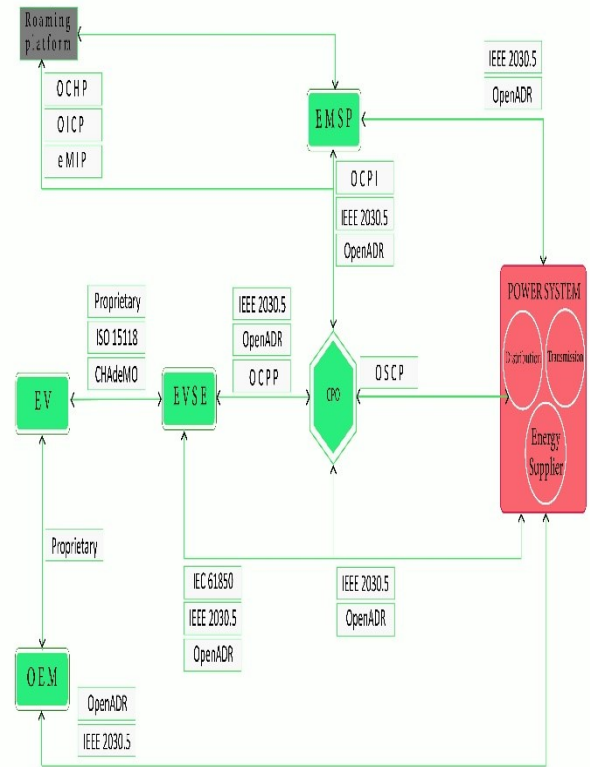 Roaming
platform
IEEE 2030.5
OpenADR
OCHP
OICP
eMIP
EMSP
OCPI
IEEE 2030.5
OpenADR
POWER SYSTEM
Distribution
Transmission
Energy
Supplier
Proprietary
ISO 15118
CHAdeMO
IEEE 2030.5
OpenADR
OCPP
OSCP
EV
EVSE
CPO
Proprietary
IEC 61850
IEEE 2030.5
OpenADR
IEEE 2030.5
OpenADR
OEM
OpenADR
IEEE 2030.5